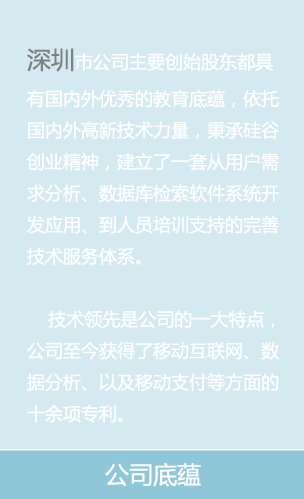 深圳市公司主要创始股东都具
有国内外优秀的教育底蕴，依托
国内外高新技术力量，秉承硅谷
创业精神，建立了一套从用户需
求分析、数据库检索软件系统开
发应用、到人员培训支持的完善
技术服务体系。
技术领先是公司的一大特点，
公司至今获得了移动互联网、数
据分析、以及移动支付等方面的
十余项专利。
公司底蕴